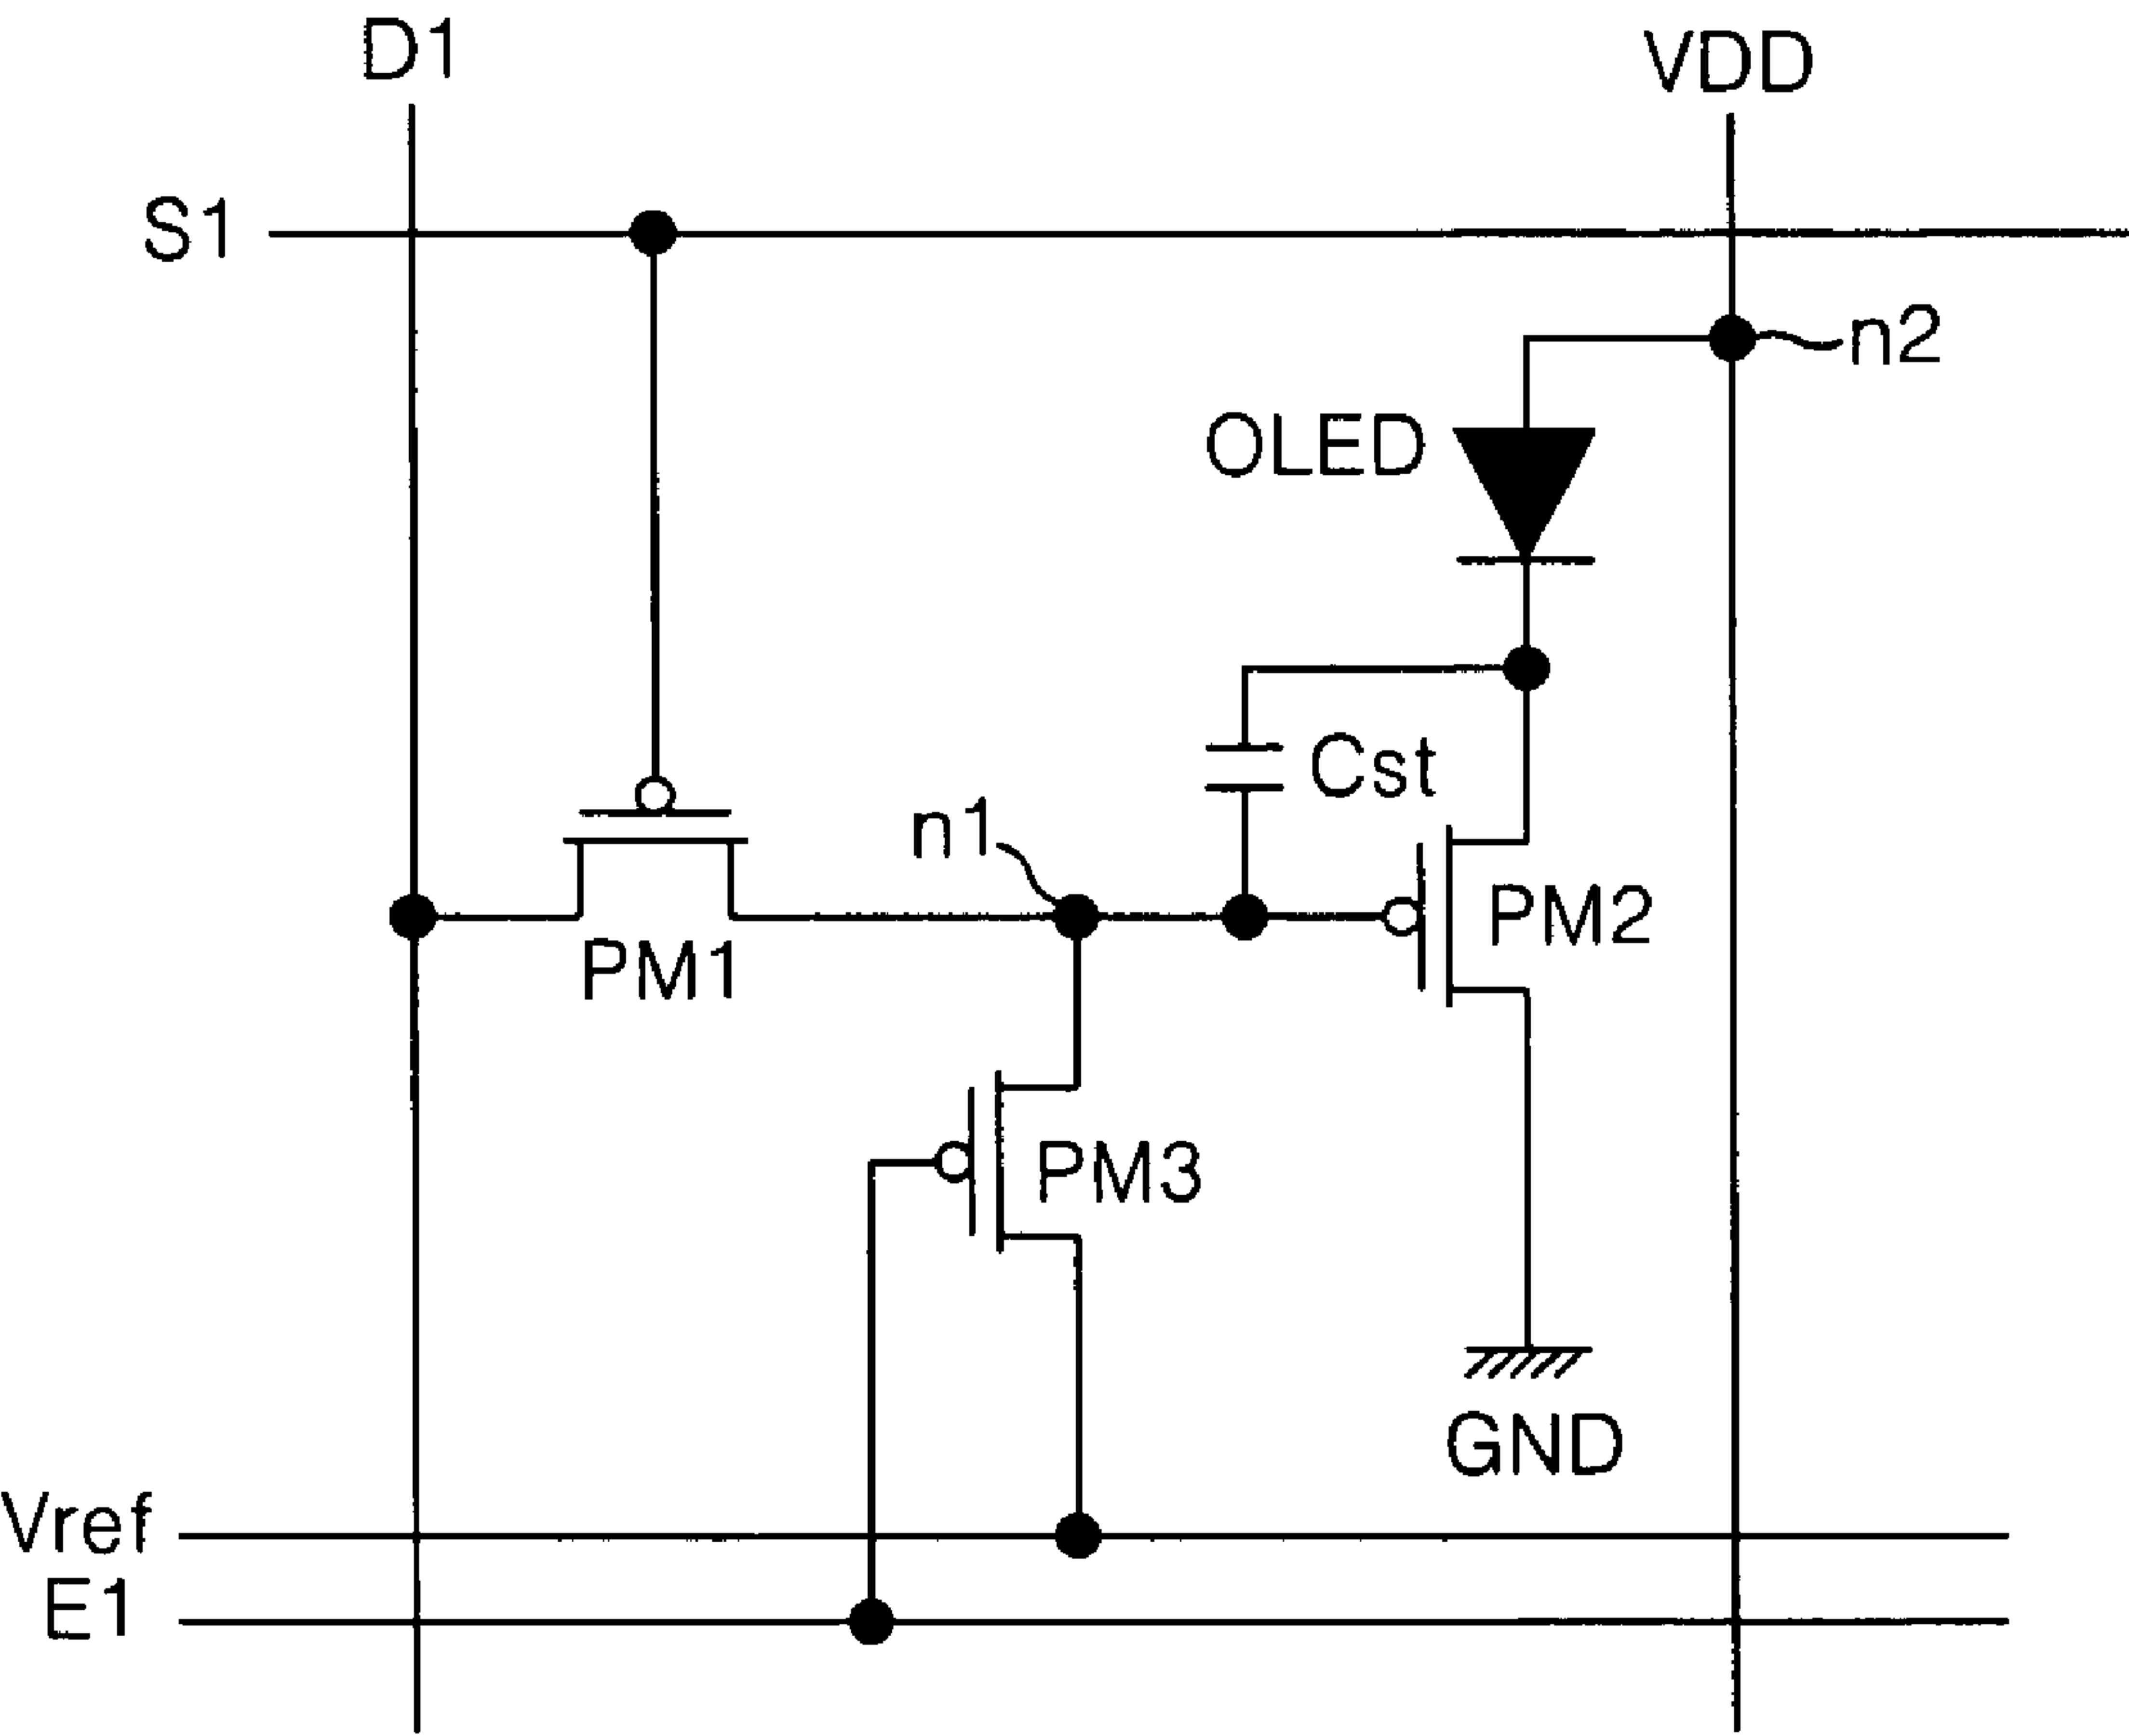 D1
VDD
S1
n2
OLED
Cst
n1
PM2
PM1
PM3
GND
Vref
E1